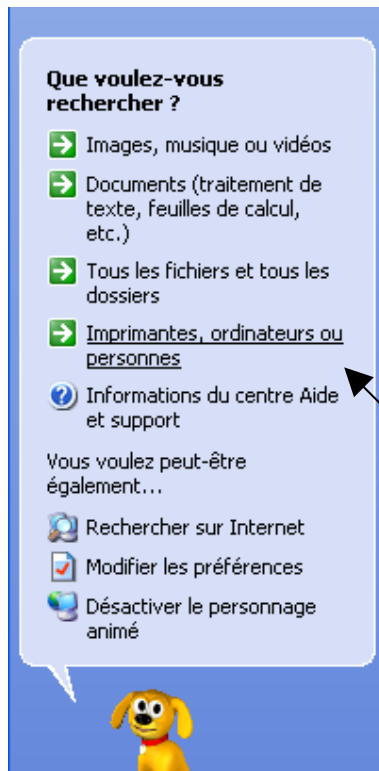 Que voulez-vous
rechercher ?
Images, musique ou vidéos
Documents (traitement de
texte, feuilles de calcul,
etc.)
Tous les fichiers et tous les
dossiers
Imprimantes, ordinateurs ou
personnes
Informations du centre Aide
et support
Vous voulez peut-être
également...
Rechercher sur Internet
Modifier les préférences
Désactiver le personnage
animé